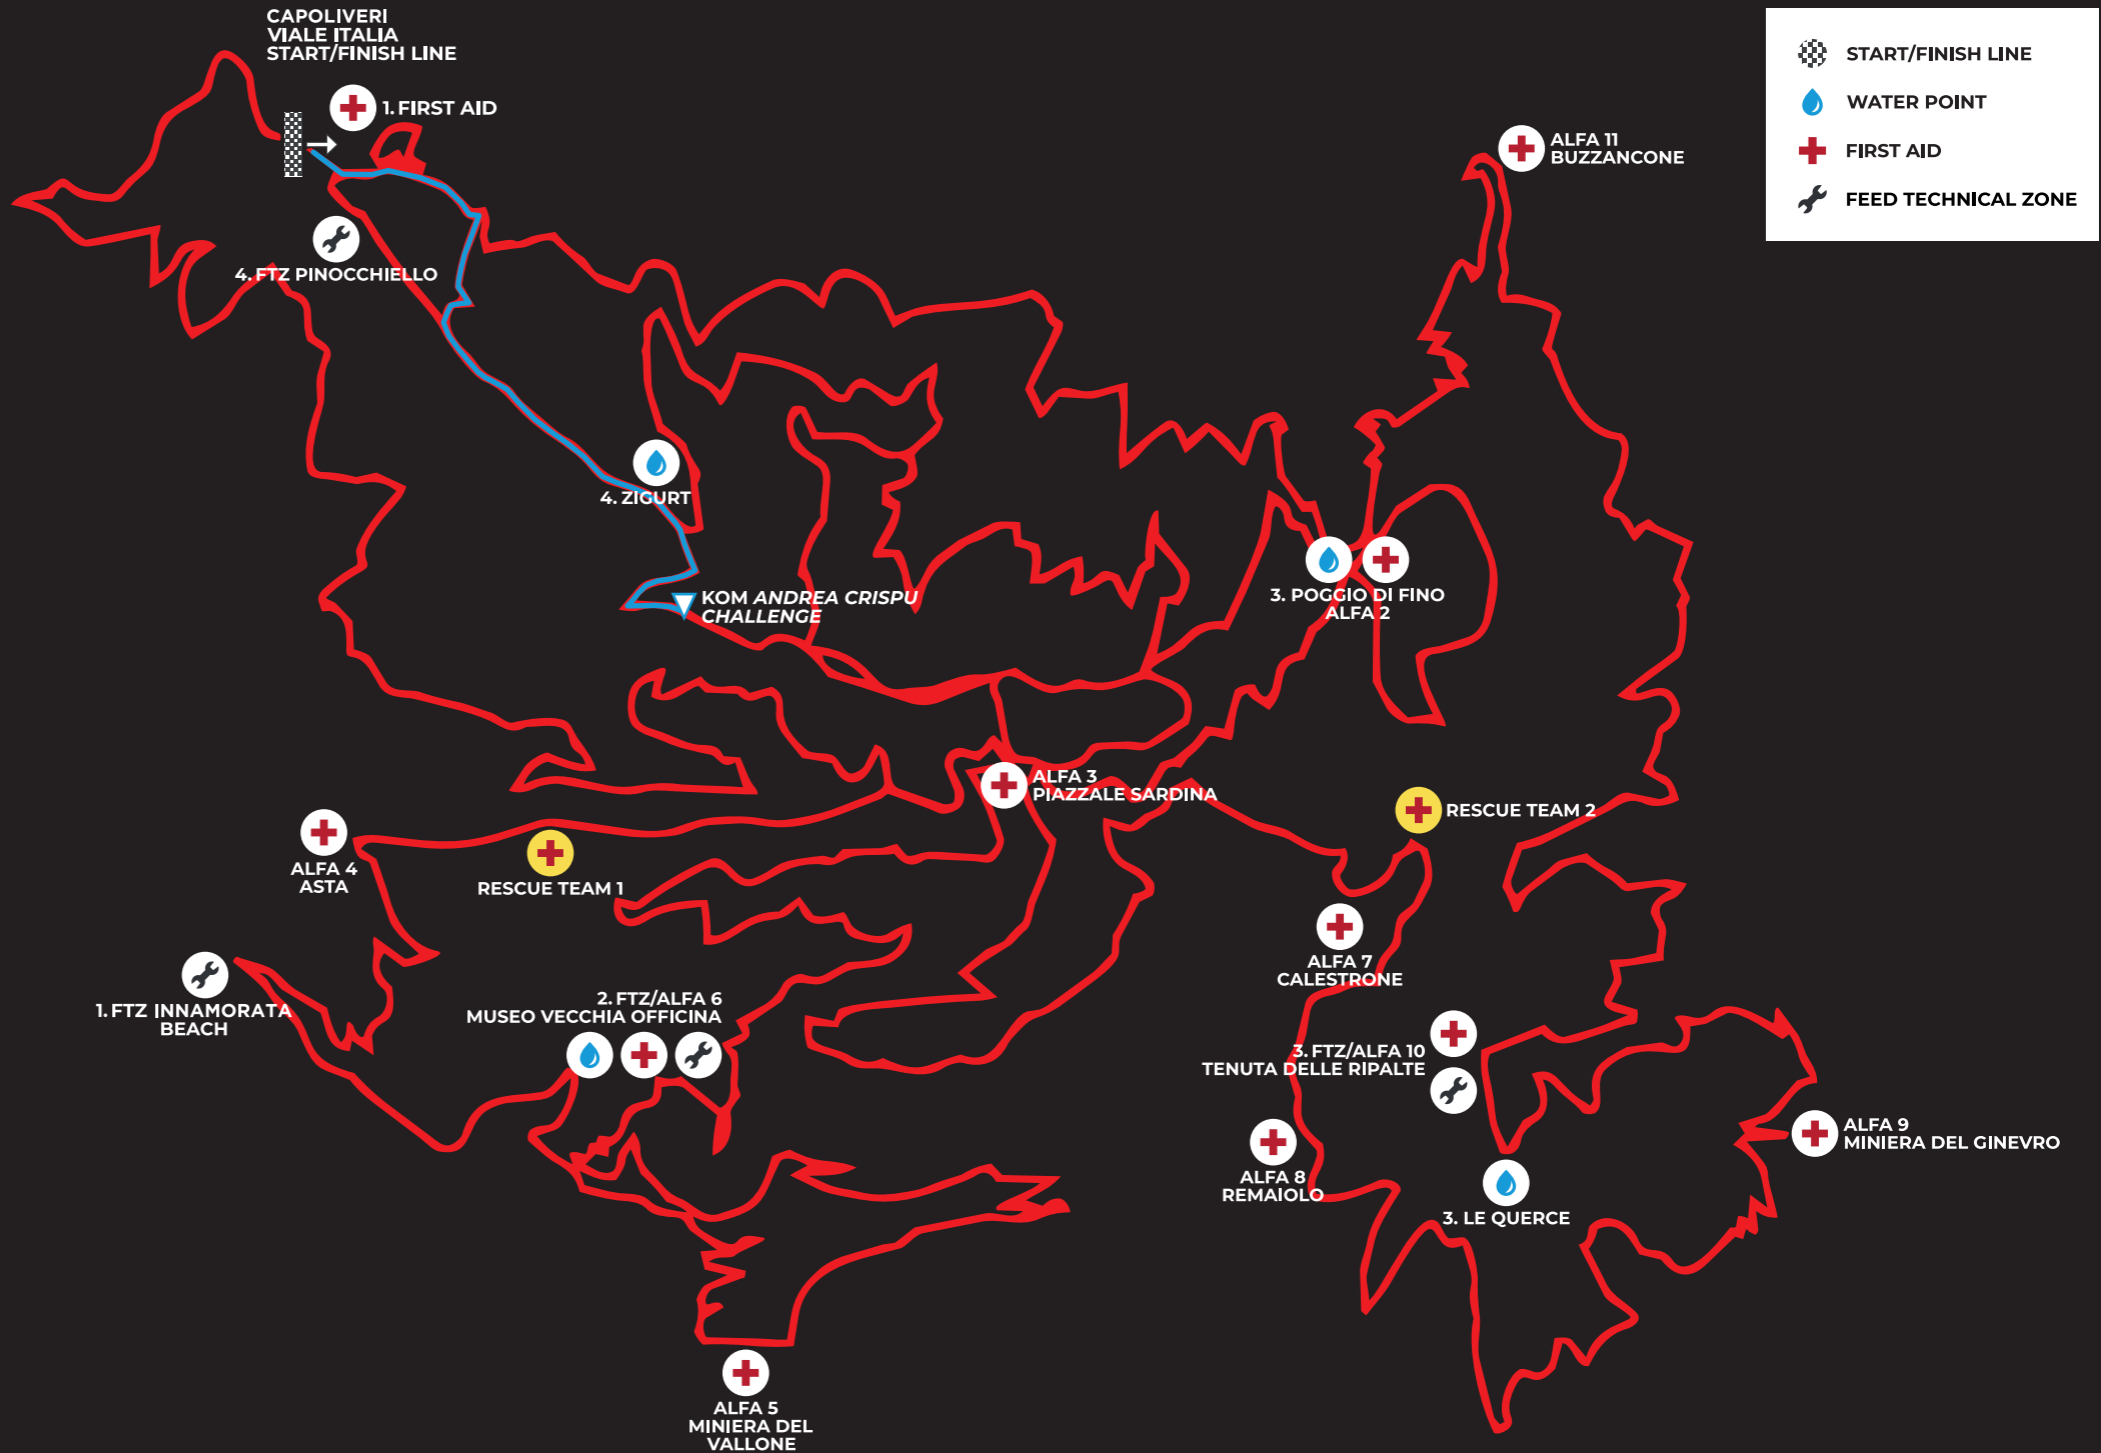 CAPOLIVERI
VIALE ITALIA
START/FINISH LINE
1. FIRST AID
4. FTZ PINOCCHIELLO
ALFA 11
BUZZANCONE
START/FINISH LINE
WATER POINT
FIRST AID
FEED TECHNICAL ZONE
4. ZIGURT
KOM ANDREA CRISPU
CHALLENGE
3. POGGIO DI FINO
ALFA 2
ALFA 3
PIAZZALE SARDINA
RESCUE TEAM 2
ALFA 4
ASTA
RESCUE TEAM 1
ALFA 7
CALESTRONE
1. FTZ INNAMORATA
BEACH
2. FTZ/ALFA 6
MUSEO VECCHIA OFFICINA
3. FTZ/ALFA 10
TENUTA DELLE RIPALTE
ALFA 9
MINIERA DEL GINEVRO
ALFA 8
REMAIOLO
3. LE QUERCE
ALFA 5
MINIERA DEL
VALLONE